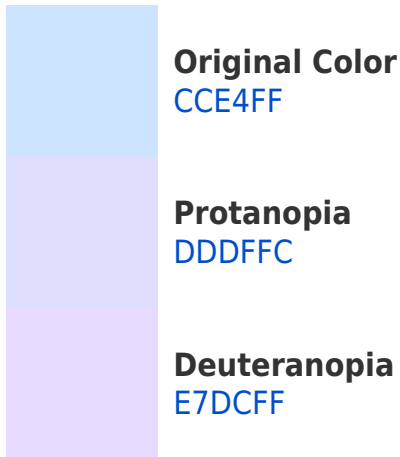 Original Color
CCE4FF
Protanopia
DDDFFC
Deuteranopia
E7DCFF